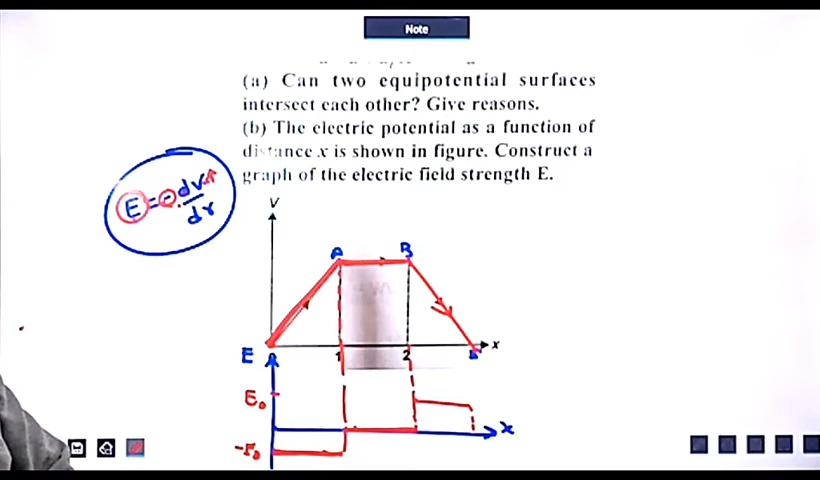 Note
(a) Can two equipotential surfaces
intersect each other? Give reasons.
(b) The electric potential as a function of
distance x is shown in figure. Construct a
graph of the electric field strength E.
E = - dV↑
dr
V
A B
x
E 1 2
E₀
x
-E₀